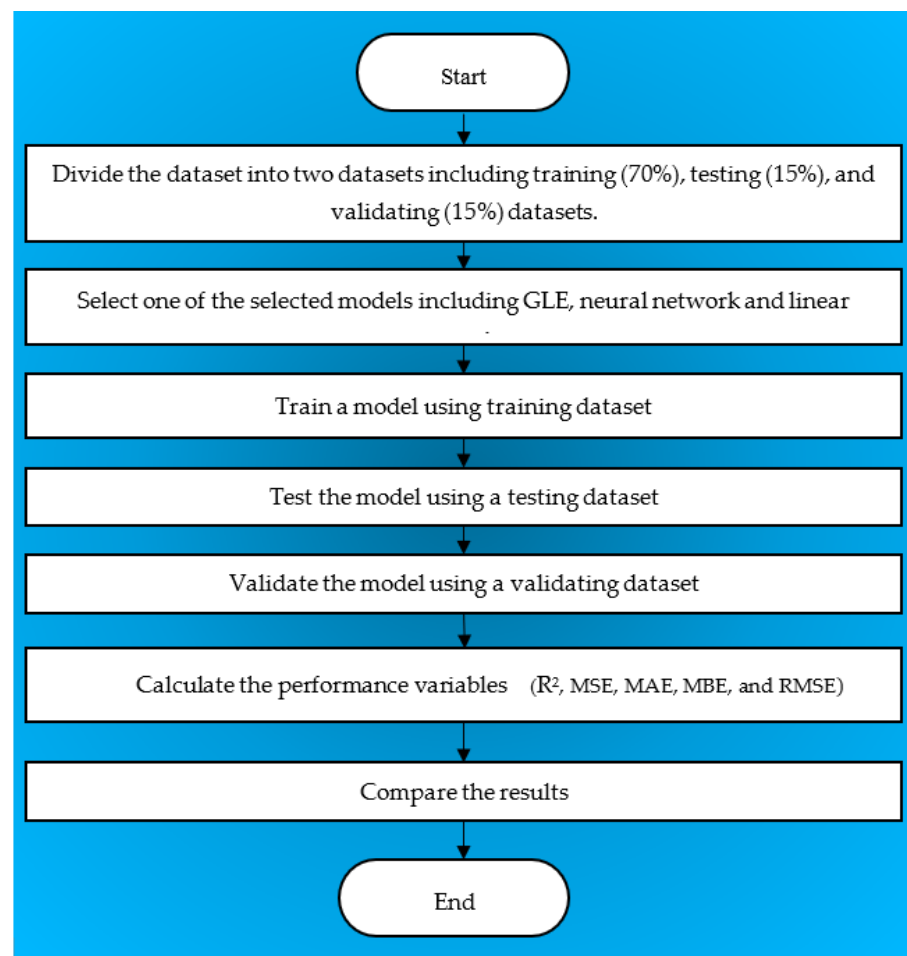 Start
Divide the dataset into two datasets including training (70%), testing (15%), and
validating (15%) datasets.
Select one of the selected models including GLE, neural network and linear
.
Train a model using training dataset
Test the model using a testing dataset
Validate the model using a validating dataset
Calculate the performance variables (R², MSE, MAE, MBE, and RMSE)
Compare the results
End